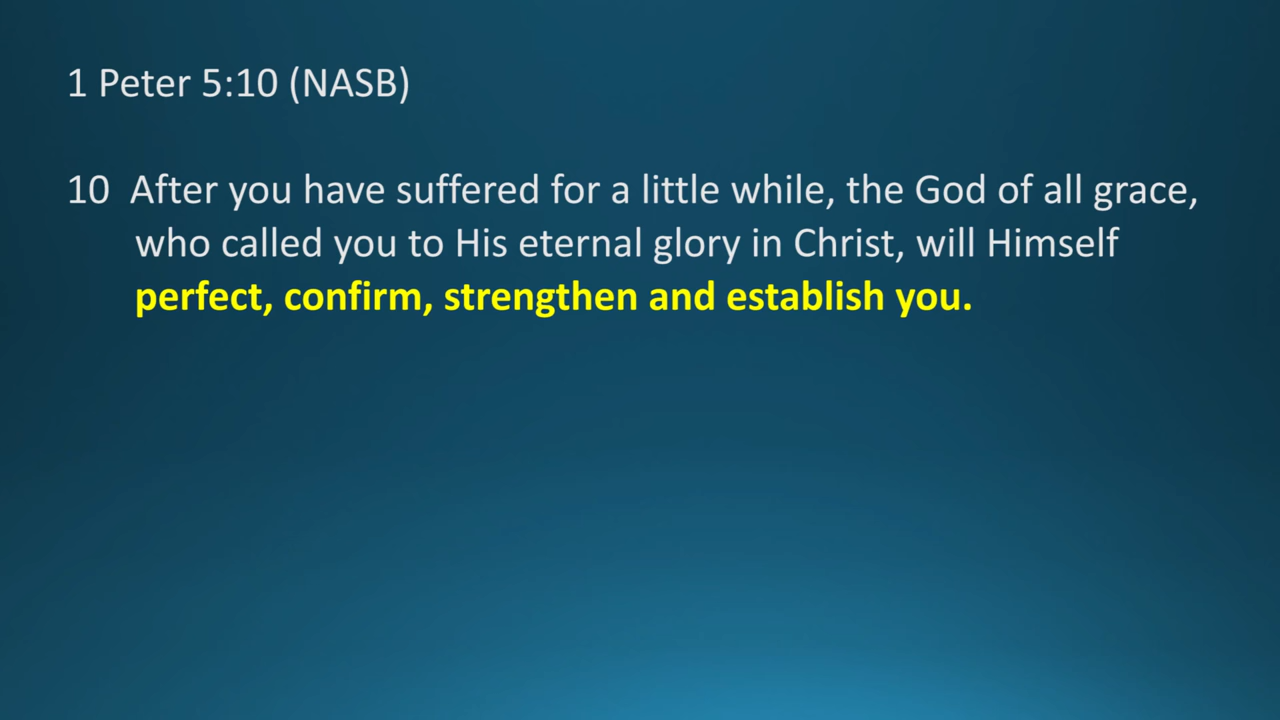 1 Peter 5:10 (NASB)
10 After you have suffered for a little while, the God of all grace,
who called you to His eternal glory in Christ, will Himself
perfect, confirm, strengthen and establish you.